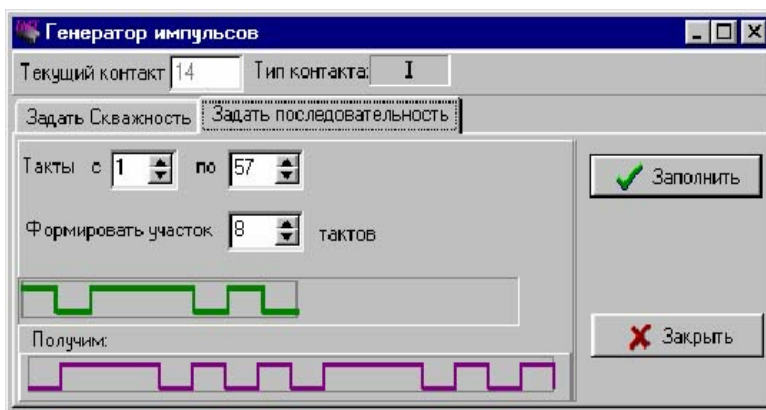 Генератор импульсов
Текущий контакт 14 Тип контакта: I
Задать Скважность Задать последовательность
Такты с 1 по 57
Заполнить
Формировать участок 8 тактов
Получим:
Закрыть